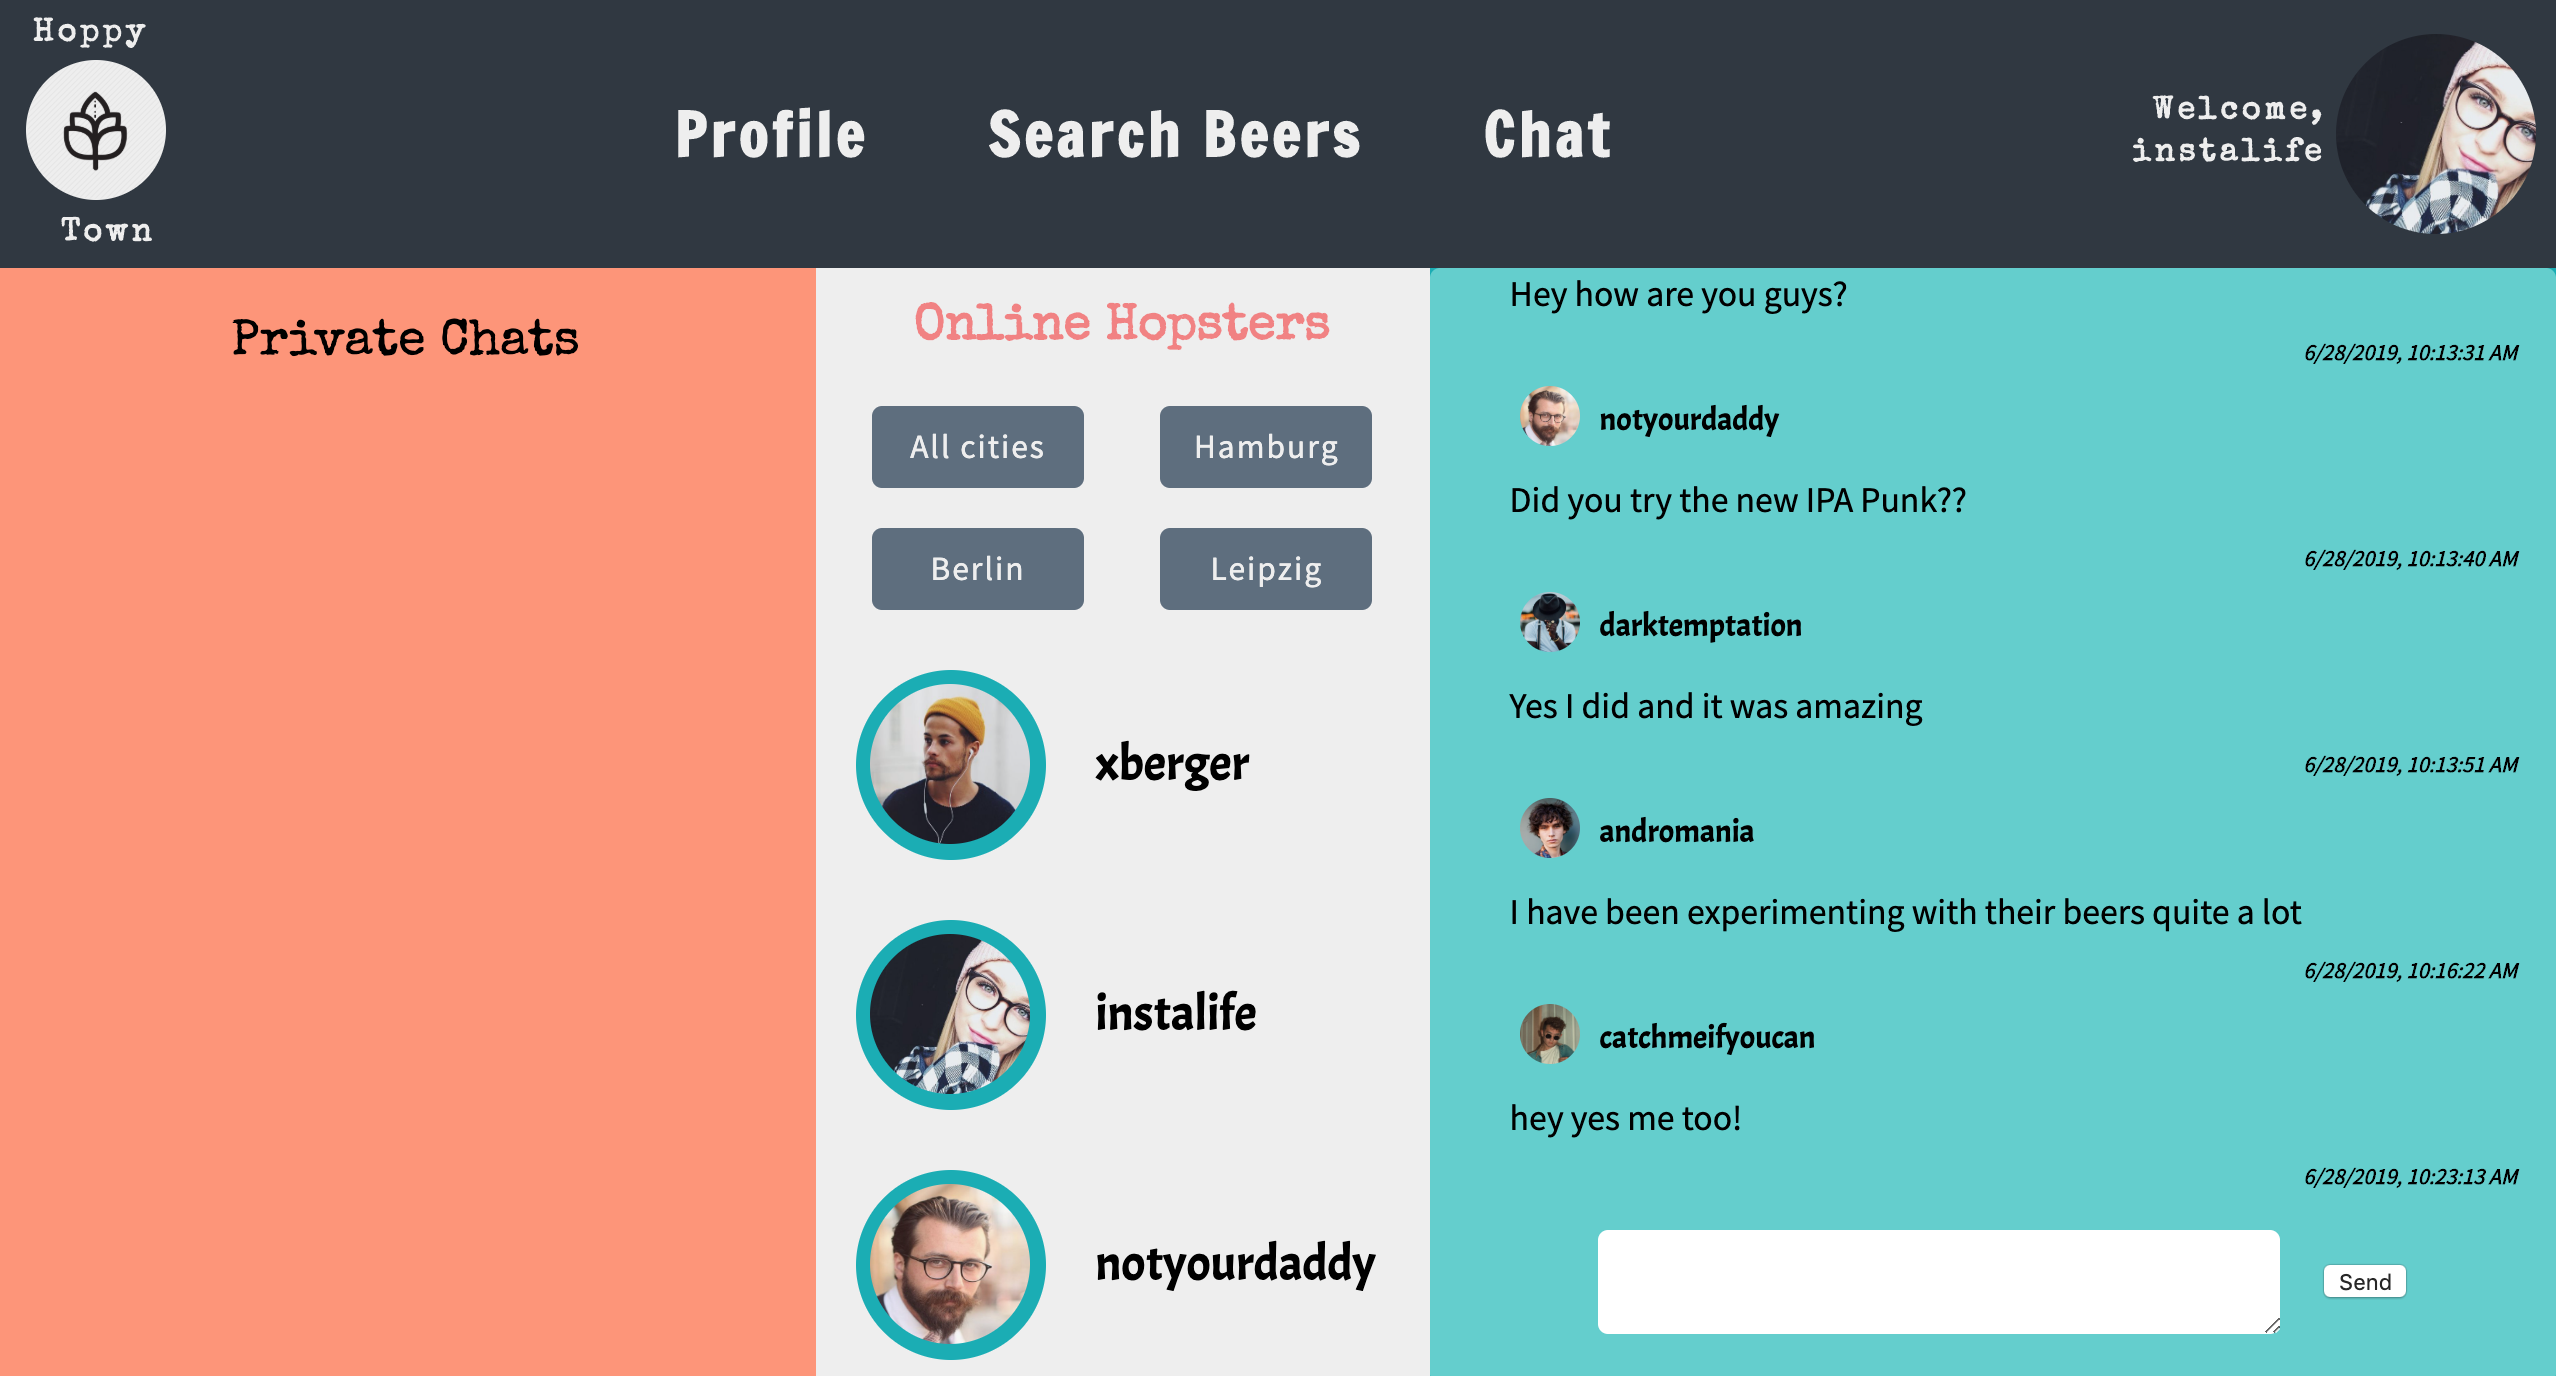 Hoppy
Town
Profile
Search Beers
Chat
Welcome,
instalife
Private Chats
Online Hopsters
All cities
Hamburg
Berlin
Leipzig
xberger
instalife
notyourdaddy
Hey how are you guys?
6/28/2019, 10:13:31 AM
notyourdaddy
Did you try the new IPA Punk??
6/28/2019, 10:13:40 AM
darktemptation
Yes I did and it was amazing
6/28/2019, 10:13:51 AM
andromania
I have been experimenting with their beers quite a lot
6/28/2019, 10:16:22 AM
catchmeifyoucan
hey yes me too!
6/28/2019, 10:23:13 AM
Send